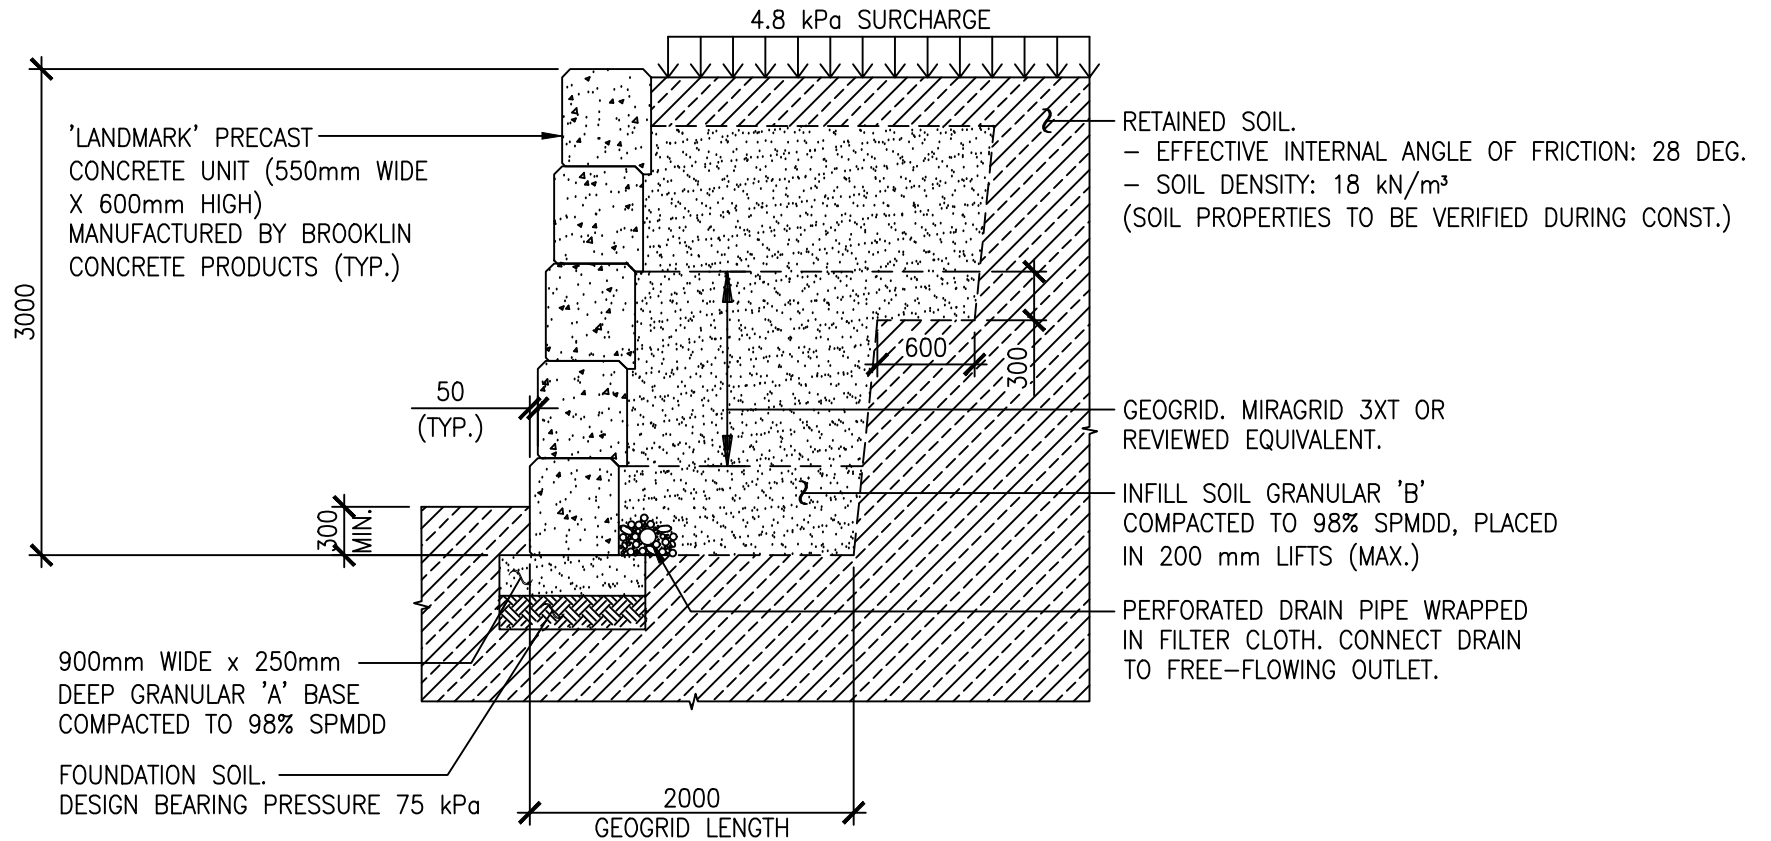 4.8 kPa SURCHARGE
'LANDMARK' PRECAST
CONCRETE UNIT (550mm WIDE
X 600mm HIGH)
MANUFACTURED BY BROOKLIN
CONCRETE PRODUCTS (TYP.)
3000
RETAINED SOIL.
- EFFECTIVE INTERNAL ANGLE OF FRICTION: 28 DEG.
- SOIL DENSITY: 18 kN/m³
(SOIL PROPERTIES TO BE VERIFIED DURING CONST.)
600
300
50
(TYP.)
GEOGRID. MIRAGRID 3XT OR
REVIEWED EQUIVALENT.
300
MIN.
INFILL SOIL GRANULAR 'B'
COMPACTED TO 98% SPMDD, PLACED
IN 200 mm LIFTS (MAX.)
PERFORATED DRAIN PIPE WRAPPED
IN FILTER CLOTH. CONNECT DRAIN
TO FREE-FLOWING OUTLET.
900mm WIDE x 250mm
DEEP GRANULAR 'A' BASE
COMPACTED TO 98% SPMDD
FOUNDATION SOIL.
DESIGN BEARING PRESSURE 75 kPa
2000
GEOGRID LENGTH